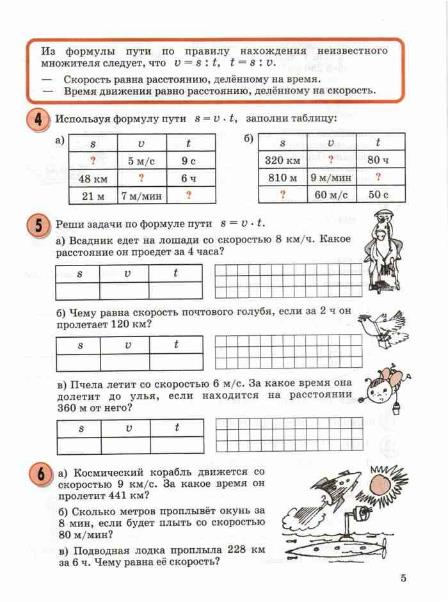 Из формулы пути по правилу нахождения неизвестного
множителя следует, что v = s : t, t = s : v.
— Скорость равна расстоянию, делённому на время.
— Время движения равно расстоянию, делённому на скорость.
4 Используя формулу пути s = v · t, заполни таблицу:
а) s v t
? 5 м/с 9 с
48 км ? 6 ч
21 м 7 м/мин ?
б) s v t
320 км ? 80 ч
810 м 9 м/мин ?
? 60 м/с 50 с
5 Реши задачи по формуле пути s = v · t.
а) Всадник едет на лошади со скоростью 8 км/ч. Какое
расстояние он проедет за 4 часа?
s v t
б) Чему равна скорость почтового голубя, если за 2 ч он
пролетает 120 км?
s v t
в) Пчела летит со скоростью 6 м/с. За какое время она
долетит до улья, если находится на расстоянии
360 м от него?
s v t
6 а) Космический корабль движется со
скоростью 9 км/с. За какое время он
пролетит 441 км?
б) Сколько метров проплывёт окунь за
8 мин, если будет плыть со скоростью
80 м/мин?
в) Подводная лодка проплыла 228 км
за 6 ч. Чему равна её скорость?
5